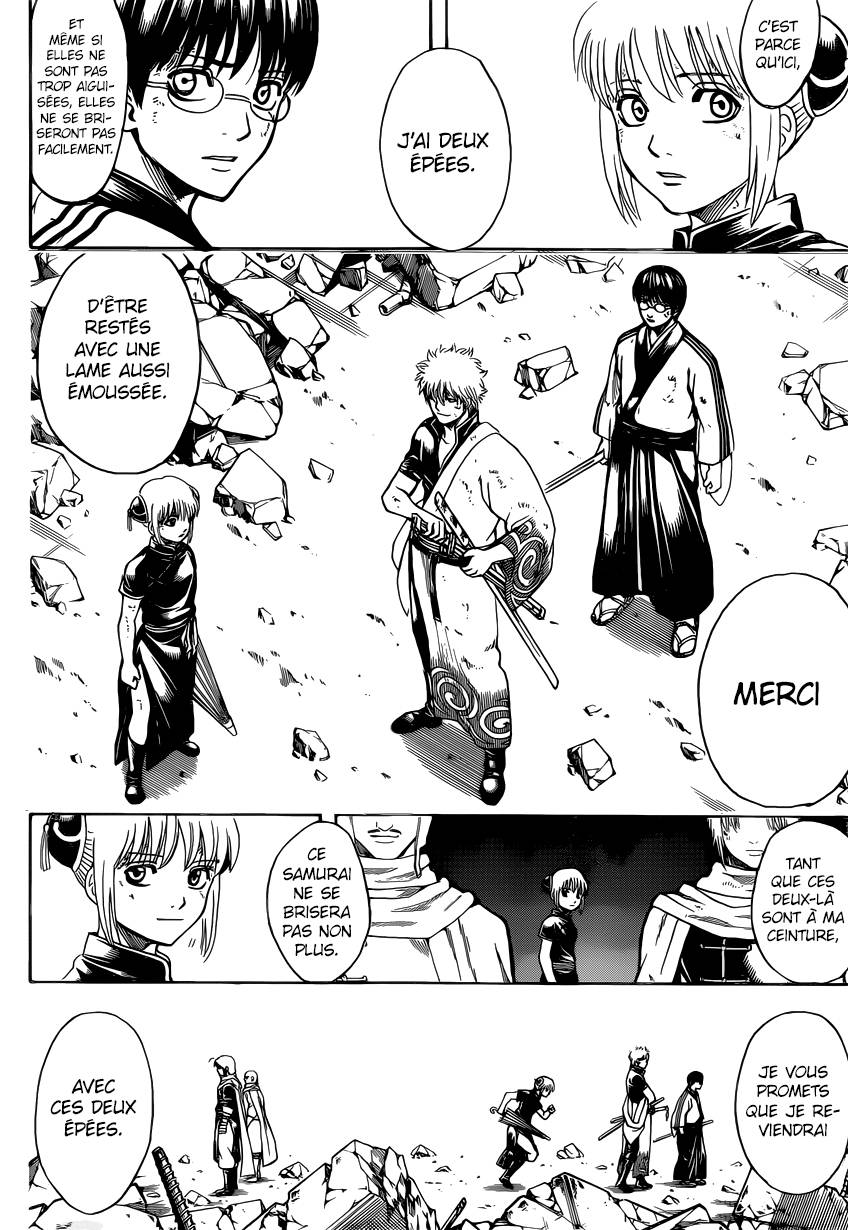 C'EST
PARCE
QU'ICI,
J'AI DEUX
ÉPÉES.
ET
MÊME SI
ELLES NE
SONT PAS
TROP AIGUI-
SÉES, ELLES
NE SE BRI-
SERONT PAS
FACILEMENT.
MERCI
D'ÊTRE
RESTÉS
AVEC UNE
LAME AUSSI
ÉMOUSSÉE.
TANT
QUE CES
DEUX-LÀ
SONT À MA
CEINTURE,
CE
SAMURAI
NE SE
BRISERA
PAS NON
PLUS.
JE VOUS
PROMETS
QUE JE RE-
VIENDRAI
AVEC
CES DEUX
ÉPÉES.